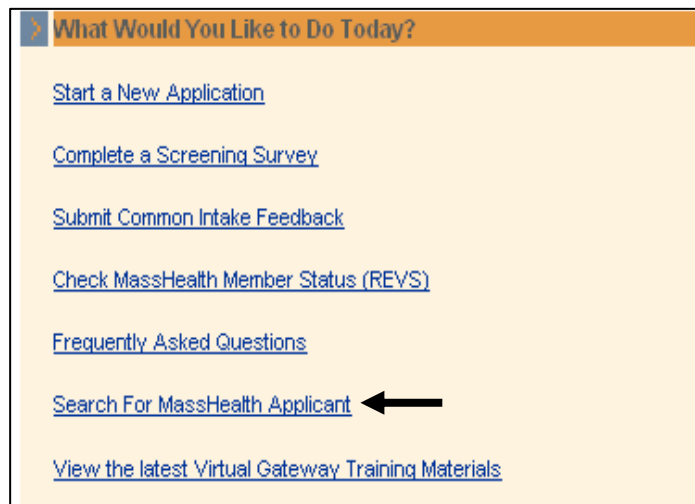 What Would You Like to Do Today?
Start a New Application
Complete a Screening Survey
Submit Common Intake Feedback
Check MassHealth Member Status (REVS)
Frequently Asked Questions
Search For MassHealth Applicant
View the latest Virtual Gateway Training Materials